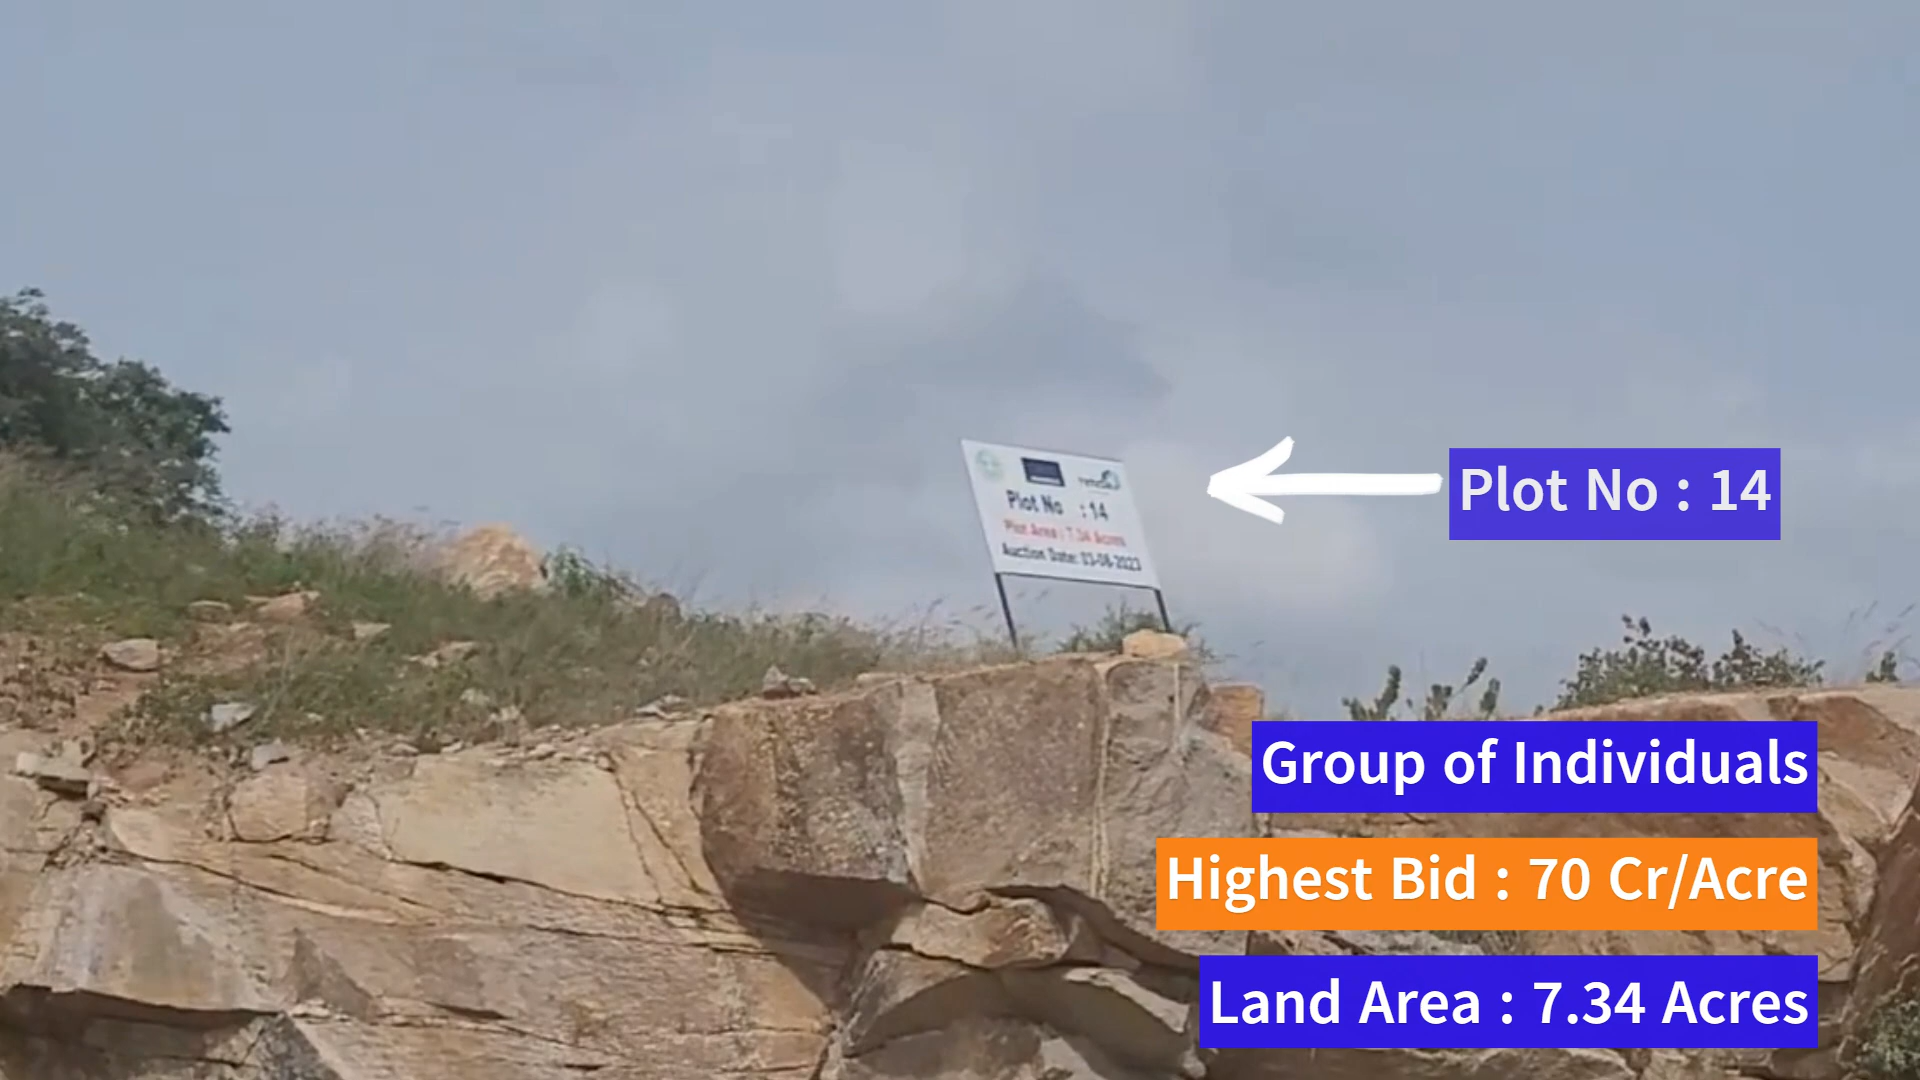 Plot No : 14
Plot Area : 7.34 Acres
Auction Date: 03-08-2023
Plot No : 14
Group of Individuals
Highest Bid : 70 Cr/Acre
Land Area : 7.34 Acres